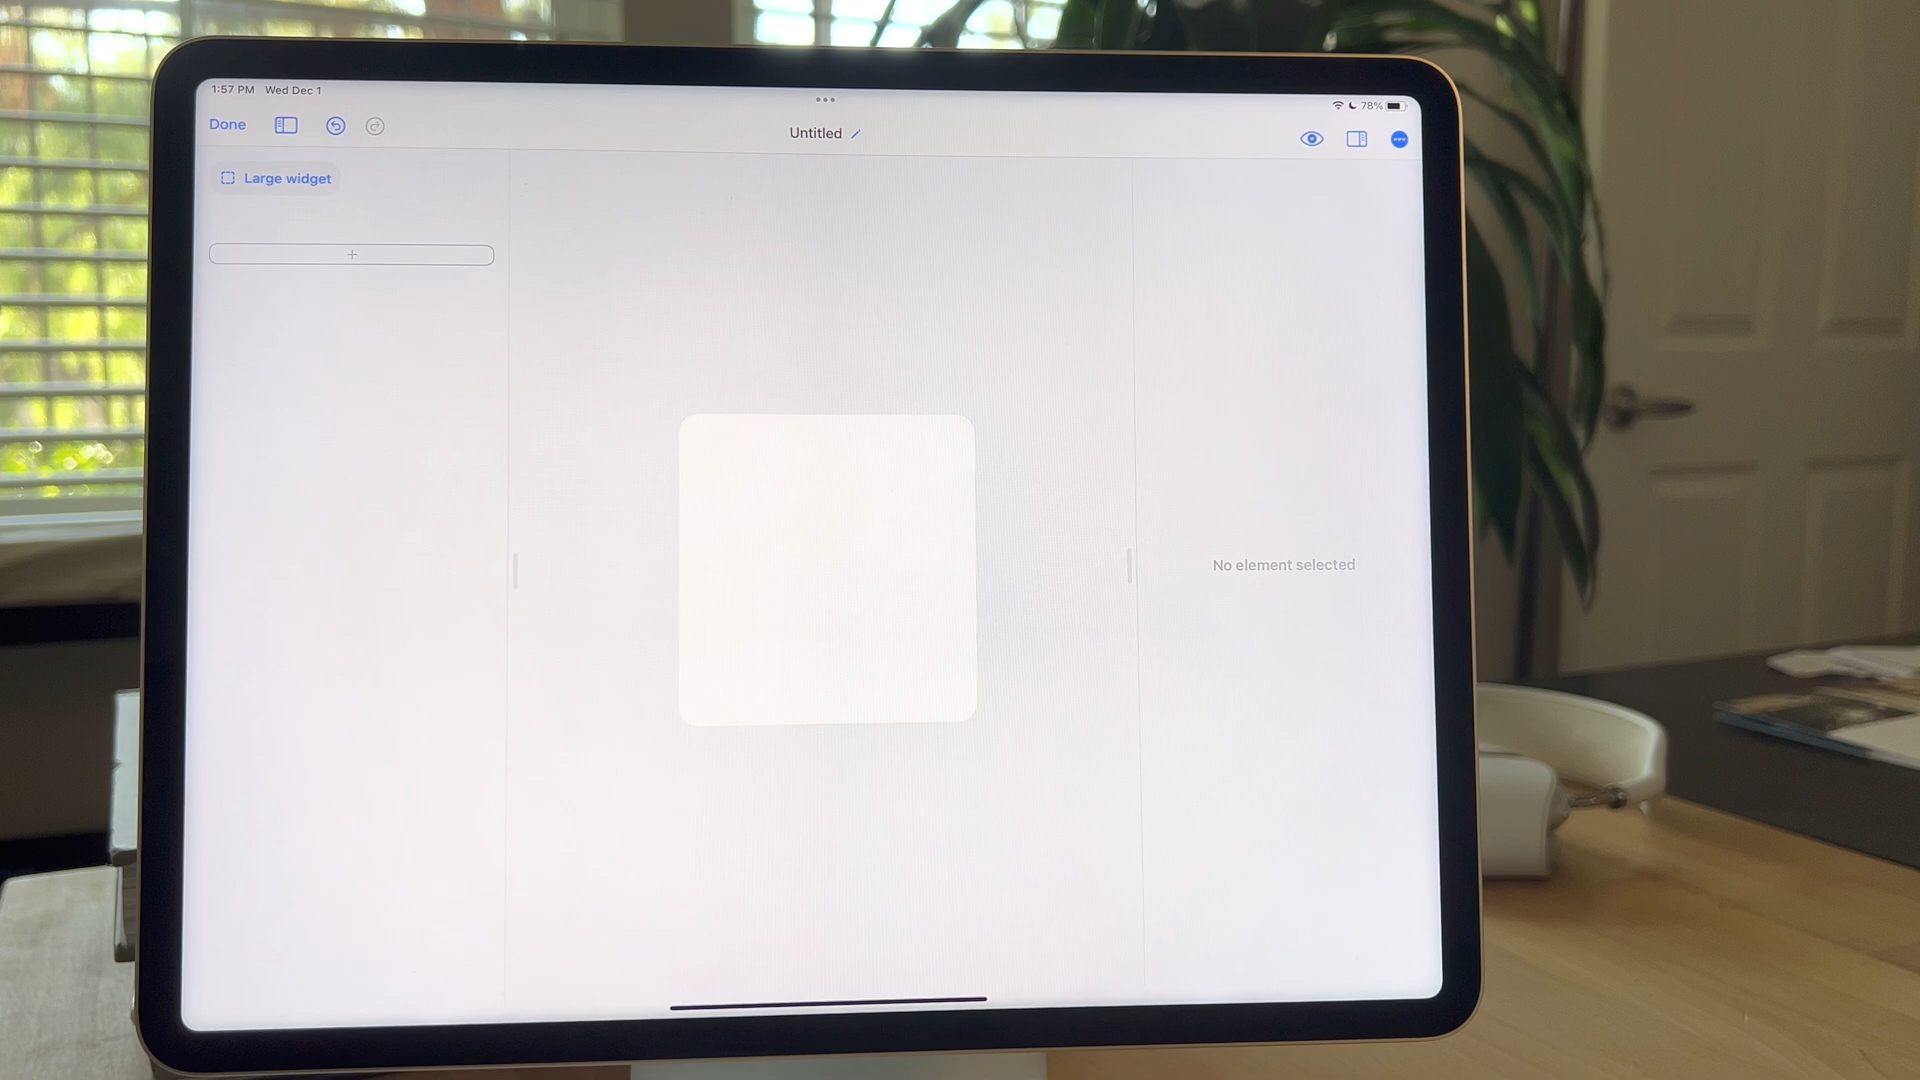 1:57 PM Wed Dec 1
78%
Done
Untitled
Large widget
+
No element selected